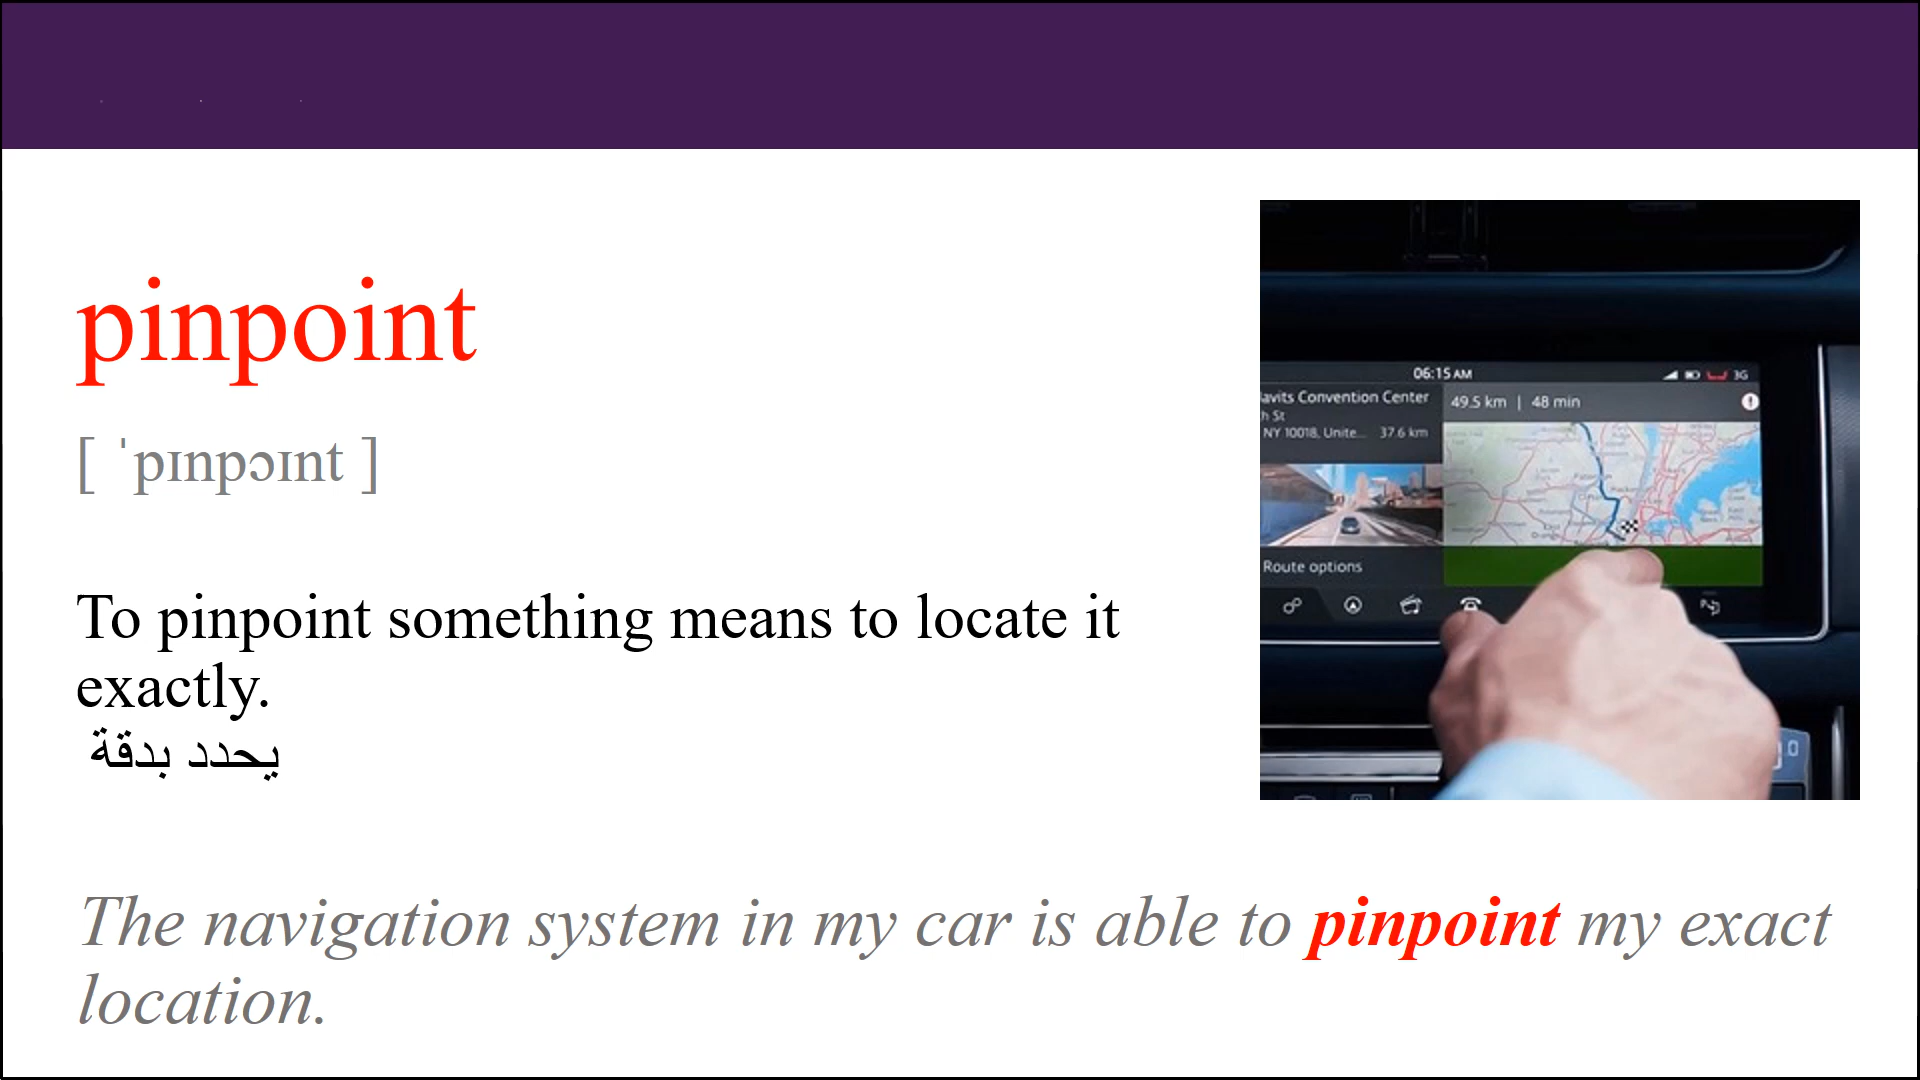 pinpoint
[ ˈpɪnpɔɪnt ]
To pinpoint something means to locate it
exactly.
يحدد بدقة
06:15 AM
3G
avits Convention Center
h St
NY 10018, Unite... 37.6 km
49.5 km | 48 min
Route options
0
The navigation system in my car is able to pinpoint my exact
location.